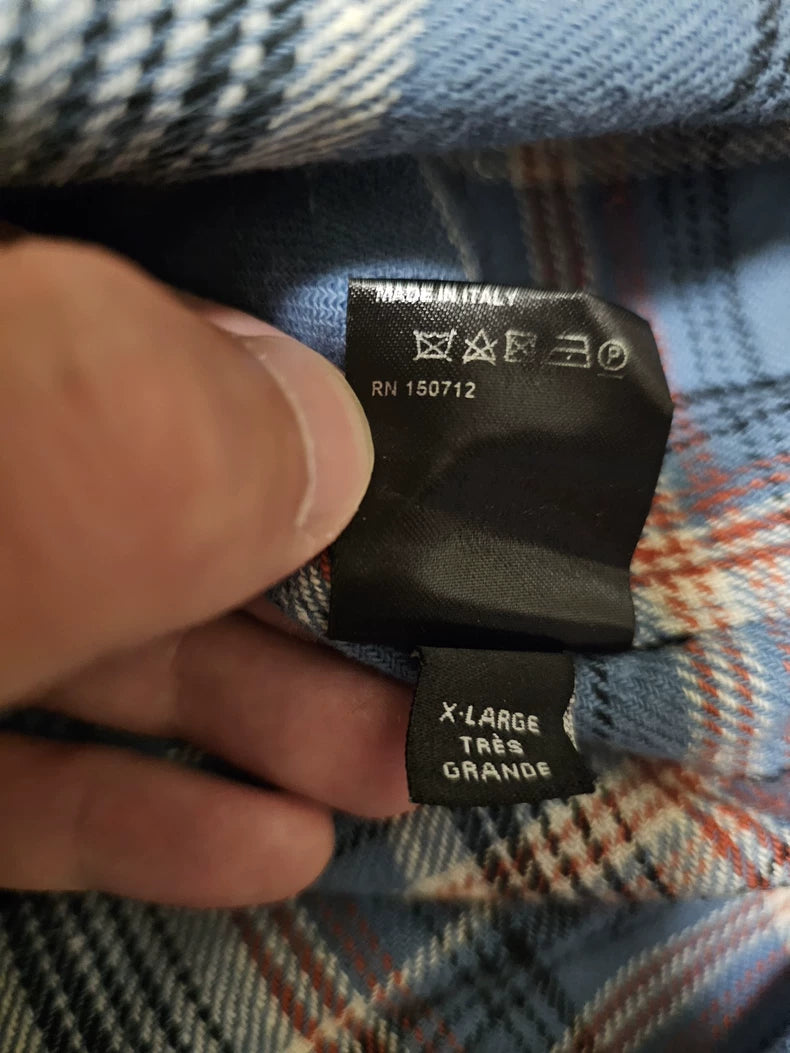 MADE IN ITALY
P
RN 150712
X-LARGE
TRÈS
GRANDE